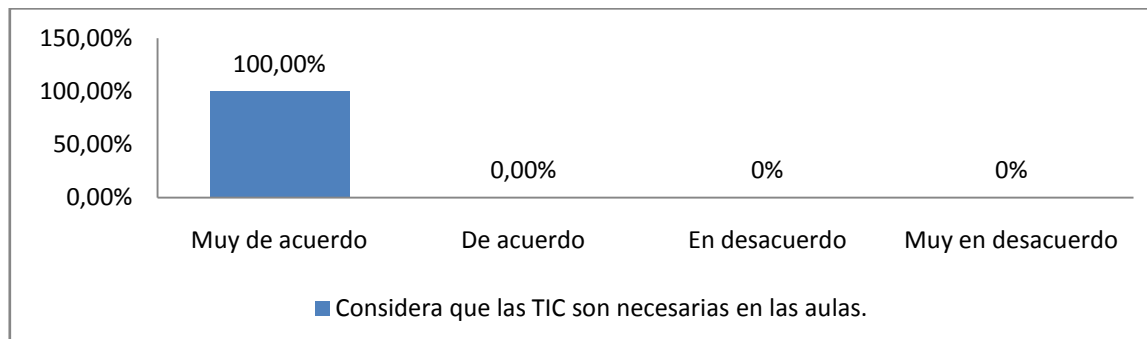 150,00%
100,00%
50,00%
0,00%
100,00%
0,00%
0%
0%
Muy de acuerdo
De acuerdo
En desacuerdo
Muy en desacuerdo
Considera que las TIC son necesarias en las aulas.